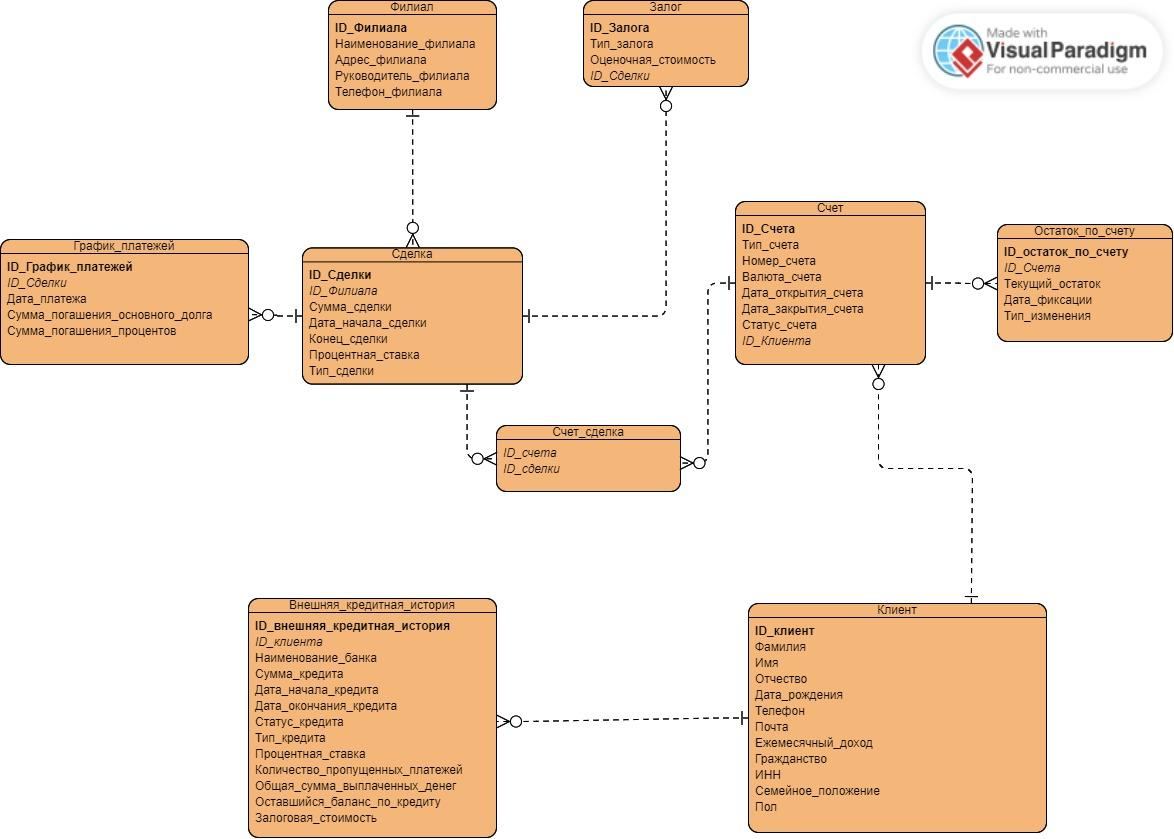 Филиал
ID_Филиала
Наименование_филиала
Адрес_филиала
Руководитель_филиала
Телефон_филиала
Залог
ID_Залога
Тип_залога
Оценочная_стоимость
ID_Сделки
Made with
VisualParadigm
For non-commercial use
График_платежей
ID_График_платежей
ID_Сделки
Дата_платежа
Сумма_погашения_основного_долга
Сумма_погашения_процентов
Сделка
ID_Сделки
ID_Филиала
Сумма_сделки
Дата_начала_сделки
Конец_сделки
Процентная_ставка
Тип_сделки
Счет
ID_Счета
Тип_счета
Номер_счета
Валюта_счета
Дата_открытия_счета
Дата_закрытия_счета
Статус_счета
ID_Клиента
Остаток_по_счету
ID_остаток_по_счету
ID_Счета
Текущий_остаток
Дата_фиксации
Тип_изменения
Счет_сделка
ID_счета
ID_сделки
Внешняя_кредитная_история
ID_внешняя_кредитная_история
ID_клиента
Наименование_банка
Сумма_кредита
Дата_начала_кредита
Дата_окончания_кредита
Статус_кредита
Тип_кредита
Процентная_ставка
Количество_пропущенных_платежей
Общая_сумма_выплаченных_денег
Оставшийся_баланс_по_кредиту
Залоговая_стоимость
Клиент
ID_клиент
Фамилия
Имя
Отчество
Дата_рождения
Телефон
Почта
Ежемесячный_доход
Гражданство
ИНН
Семейное_положение
Пол